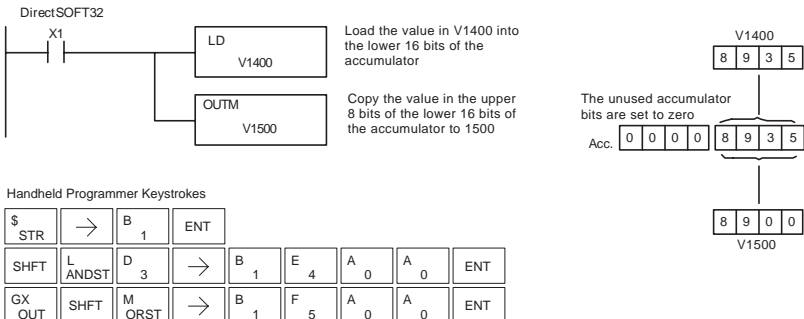 DirectSOFT32
X1
LD
V1400
Load the value in V1400 into
the lower 16 bits of the
accumulator
OUTM
V1500
Copy the value in the upper
8 bits of the lower 16 bits of
the accumulator to 1500
V1400
8 9 3 5
The unused accumulator
bits are set to zero
Acc. 0 0 0 0 8 9 3 5
8 9 0 0
V1500
Handheld Programmer Keystrokes
$ STR → B 1 ENT
SHFT L ANDST D 3 → B 1 E 4 A 0 A 0 ENT
GX OUT SHFT M ORST → B 1 F 5 A 0 A 0 ENT